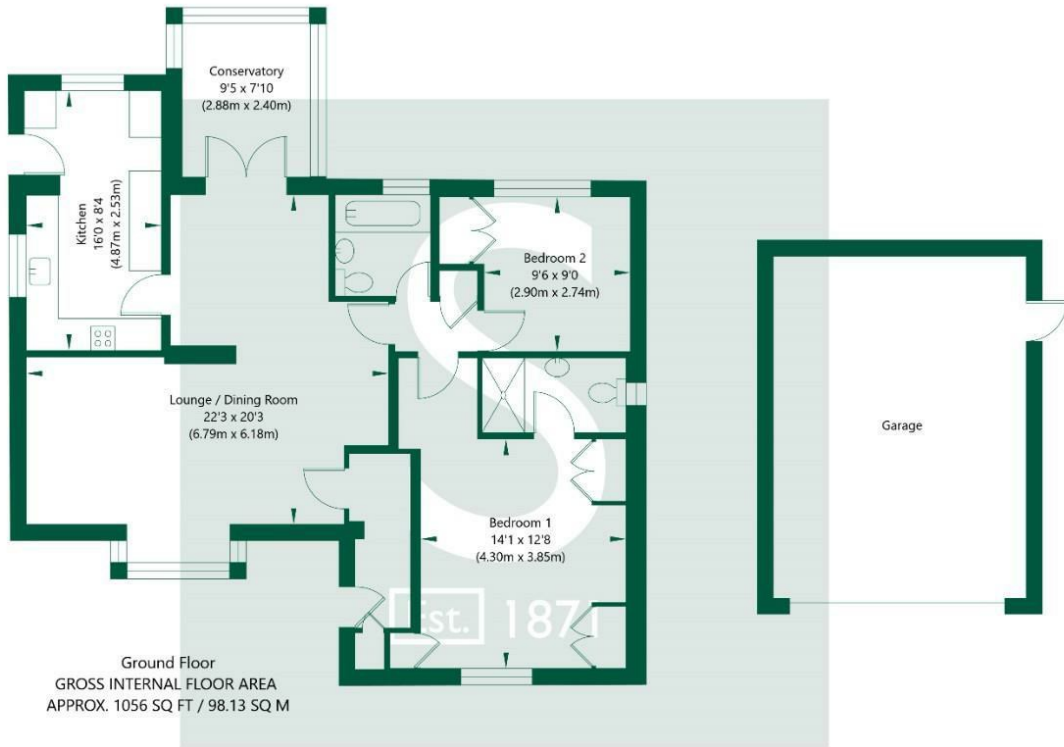 Conservatory
9'5 x 7'10
(2.88m x 2.40m)
Kitchen
16'0 x 8'4
(4.87m x 2.53m)
Bedroom 2
9'6 x 9'0
(2.90m x 2.74m)
Lounge / Dining Room
22'3 x 20'3
(6.79m x 6.18m)
Garage
Bedroom 1
14'1 x 12'8
(4.30m x 3.85m)
S
Est. 1871
Ground Floor
GROSS INTERNAL FLOOR AREA
APPROX. 1056 SQ FT / 98.13 SQ M